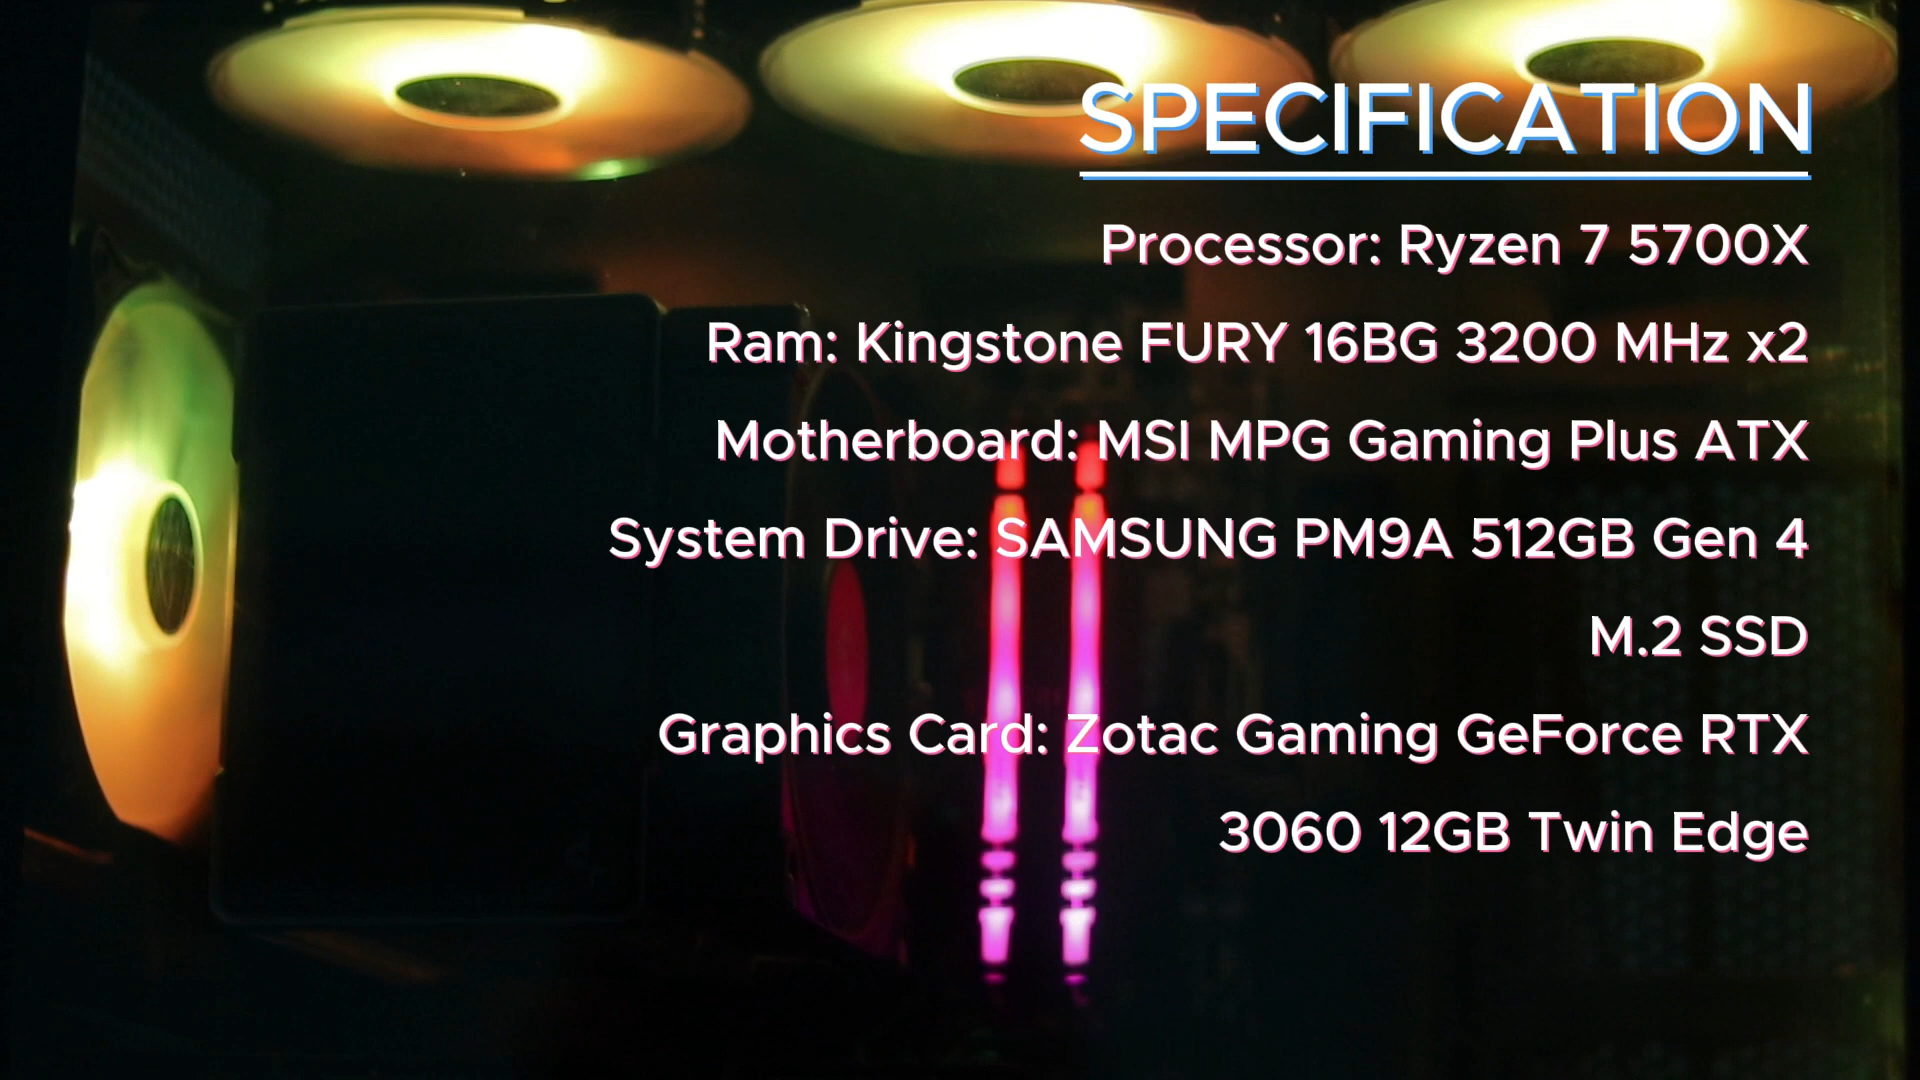 SPECIFICATION
Processor: Ryzen 7 5700X
Ram: Kingstone FURY 16BG 3200 MHz x2
Motherboard: MSI MPG Gaming Plus ATX
System Drive: SAMSUNG PM9A 512GB Gen 4
M.2 SSD
Graphics Card: Zotac Gaming GeForce RTX
3060 12GB Twin Edge